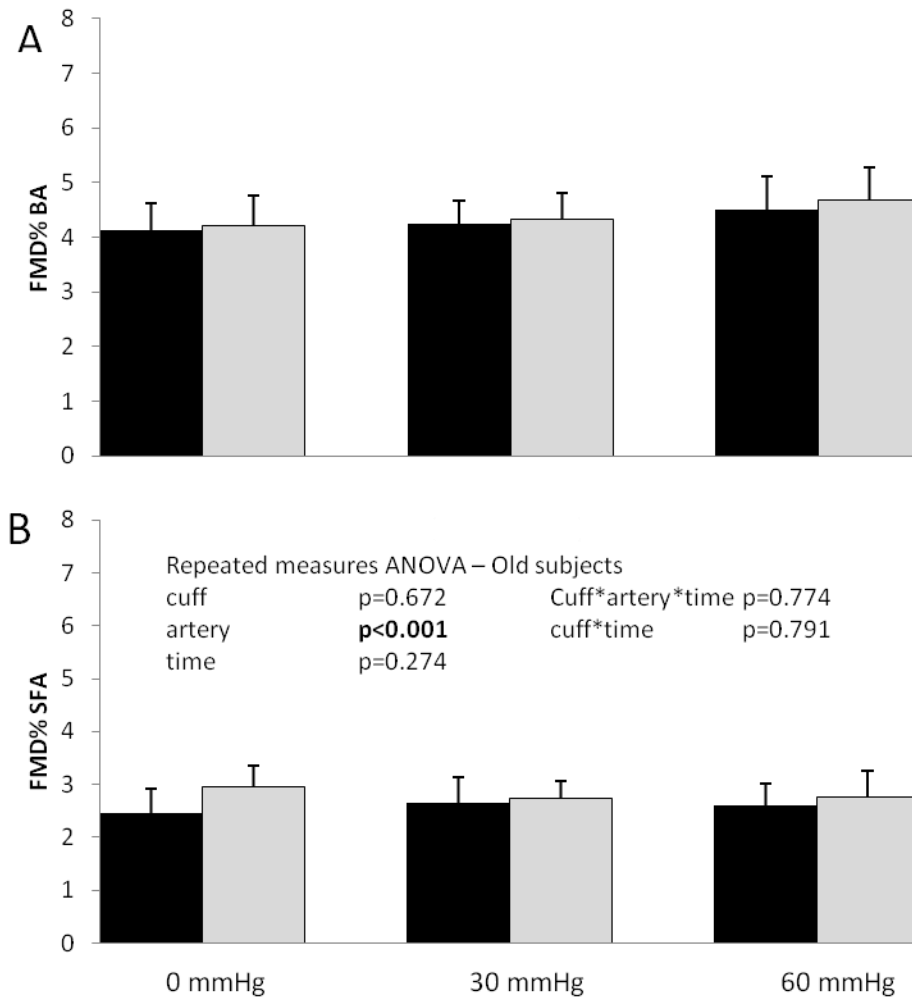 A
8
7
6
5
4
3
2
1
0
FMD% BA
B
8
7
6
5
4
3
2
1
0
FMD% SFA
Repeated measures ANOVA – Old subjects
cuff p=0.672 Cuff*artery*time p=0.774
artery p<0.001 cuff*time p=0.791
time p=0.274
0 mmHg 30 mmHg 60 mmHg